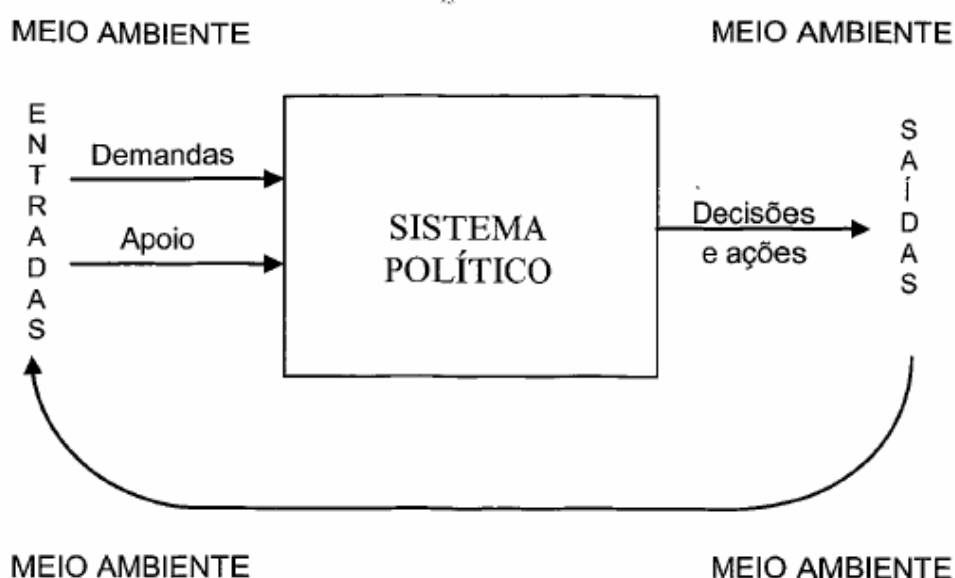 MEIO AMBIENTE
MEIO AMBIENTE
ENTRADAS
Demandas
Apoio
SISTEMA
POLÍTICO
Decisões
e ações
SAÍDAS
MEIO AMBIENTE
MEIO AMBIENTE